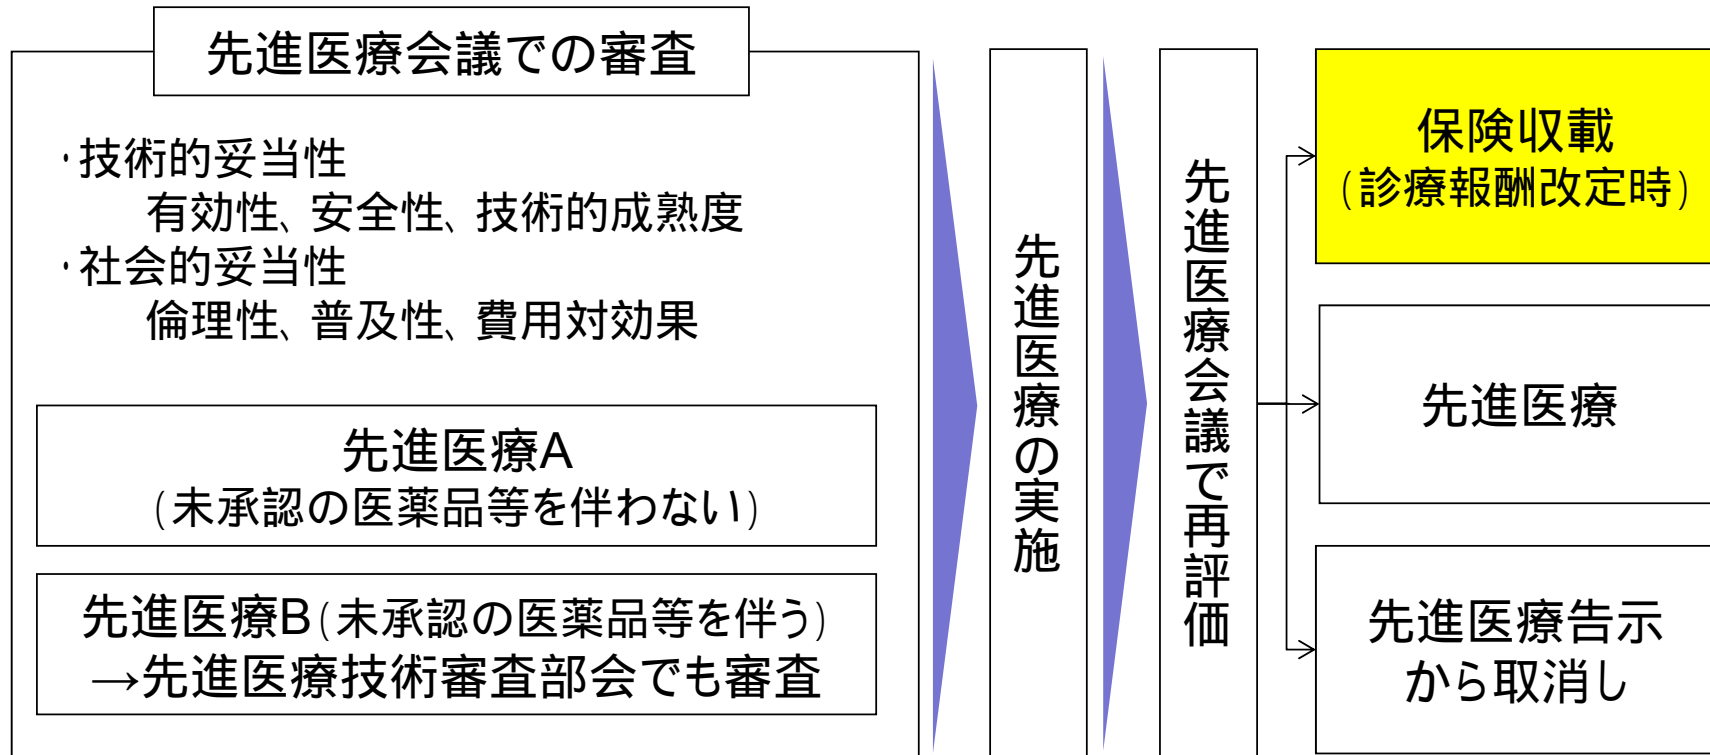 先進医療会議での審査
・技術的妥当性
有効性、安全性、技術的成熟度
・社会的妥当性
倫理性、普及性、費用対効果
先進医療A
(未承認の医薬品等を伴わない)
先進医療B(未承認の医薬品等を伴う)
→先進医療技術審査部会でも審査
先進医療の実施
先進医療会議で再評価
保険収載
(診療報酬改定時)
先進医療
先進医療告示
から取消し